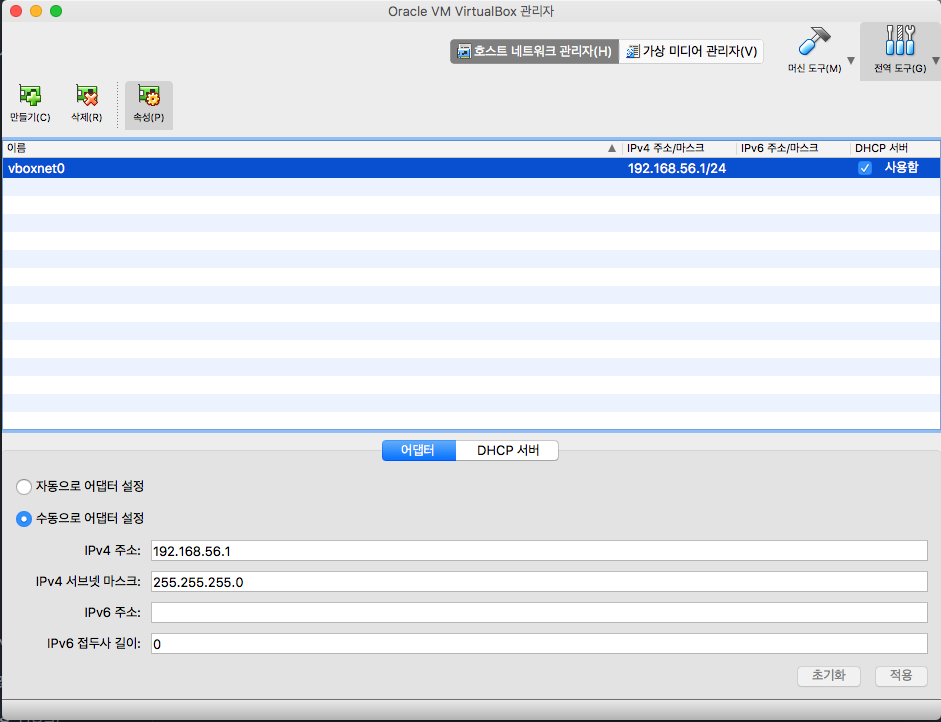 Oracle VM VirtualBox 관리자
호스트 네트워크 관리자(H) 가상 미디어 관리자(V)
머신 도구(M) 전역 도구(G)
만들기(C) 삭제(R) 속성(P)
이름 IPv4 주소/마스크 IPv6 주소/마스크 DHCP 서버
vboxnet0 192.168.56.1/24 사용함
어댑터 DHCP 서버
자동으로 어댑터 설정
수동으로 어댑터 설정
IPv4 주소: 192.168.56.1
IPv4 서브넷 마스크: 255.255.255.0
IPv6 주소:
IPv6 접두사 길이: 0
초기화 적용